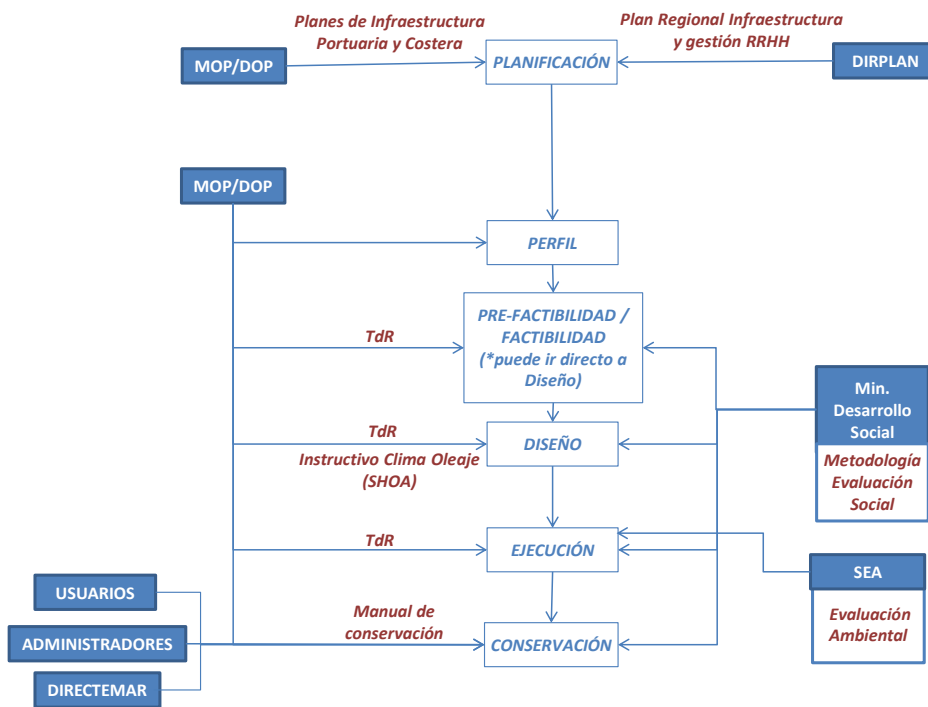 Planes de Infraestructura
Portuaria y Costera
Plan Regional Infraestructura
y gestión RRHH
MOP/DOP
PLANIFICACIÓN
DIRPLAN
MOP/DOP
PERFIL
PRE-FACTIBILIDAD /
FACTIBILIDAD
(*puede ir directo a
Diseño)
TdR
Min.
Desarrollo
Social
Metodología
Evaluación
Social
TdR
DISEÑO
Instructivo Clima Oleaje
(SHOA)
TdR
EJECUCIÓN
SEA
Evaluación
Ambiental
USUARIOS
ADMINISTRADORES
DIRECTEMAR
Manual de
conservación
CONSERVACIÓN